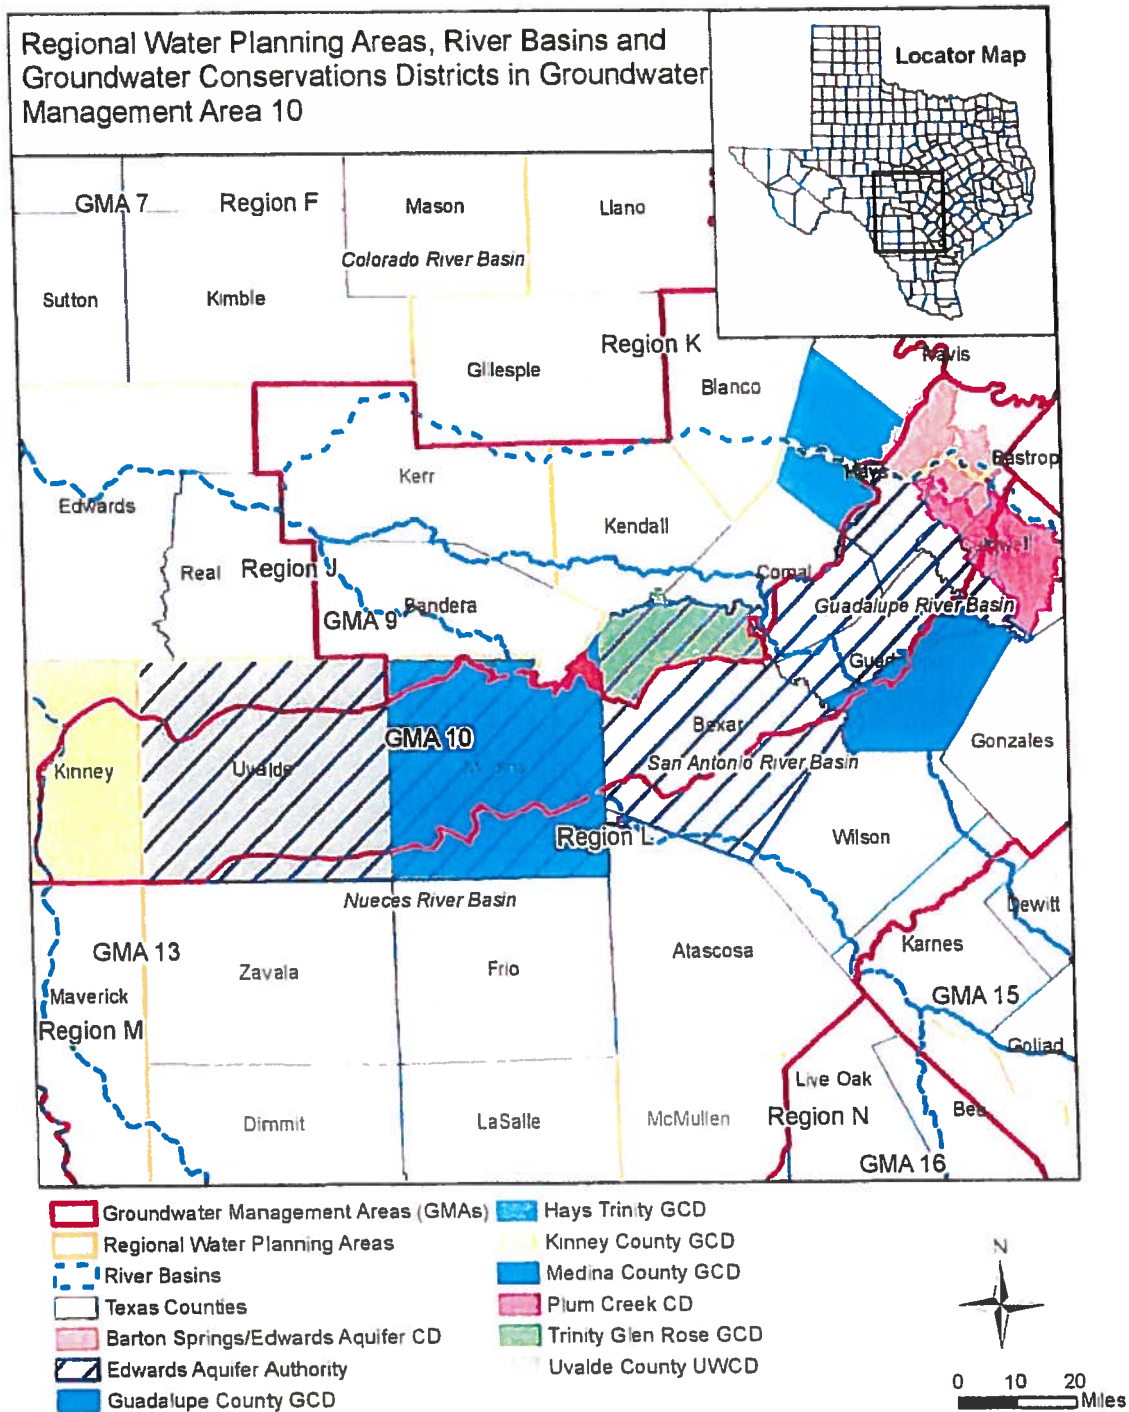 Regional Water Planning Areas, River Basins and
Groundwater Conservations Districts in Groundwater
Management Area 10
Locator Map
GMA 7
Region F
Mason
Llano
Colorado River Basin
Sutton
Kimble
Region K
Gillespie
Blanco
Travis
Hays
Bastrop
Kerr
Edwards
Kendall
Real
Region J
Comal
GMA 9
Bandera
Guadalupe River Basin
Guad
Bexar
GMA 10
Gonzales
Kinney
Uvalde
San Antonio River Basin
Region L
Wilson
Nueces River Basin
Dewitt
GMA 13
Zavala
Frio
Atascosa
Karnes
Maverick
GMA 15
Region M
Goliad
Live Oak
Dimmit
LaSalle
McMullen
Region N
Bee
GMA 16
Groundwater Management Areas (GMAs)
Regional Water Planning Areas
River Basins
Texas Counties
Barton Springs/Edwards Aquifer CD
Edwards Aquifer Authority
Guadalupe County GCD
Hays Trinity GCD
Kinney County GCD
Medina County GCD
Plum Creek CD
Trinity Glen Rose GCD
Uvalde County UWCD
N
0 10 20
Miles